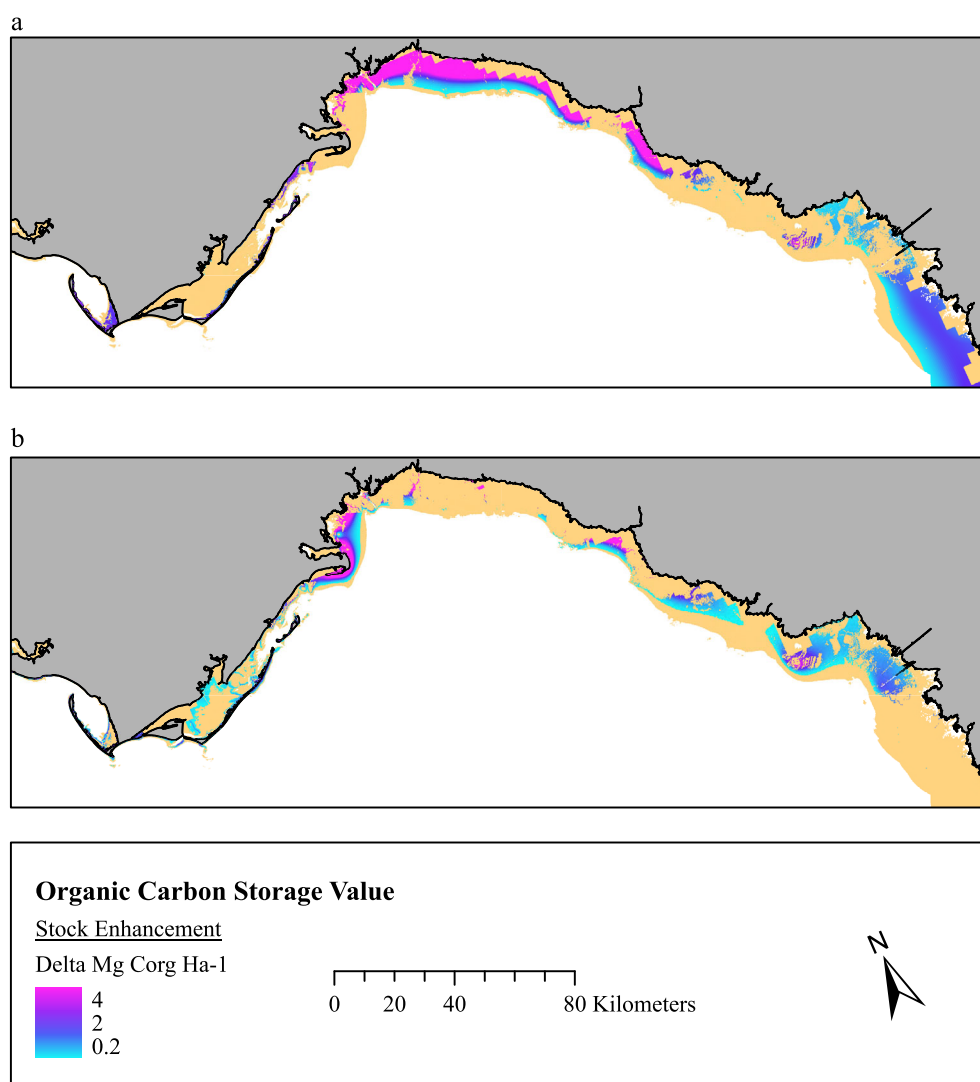 a
b
Organic Carbon Storage Value
Stock Enhancement
Delta Mg Corg Ha-1
4
2
0.2
0 20 40 80 Kilometers
N